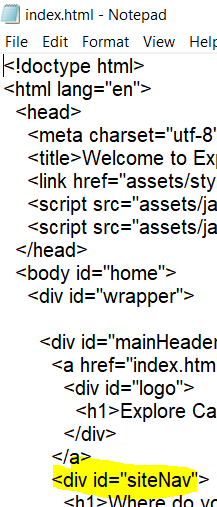 index.html - Notepad
File Edit Format View Help
<!doctype html>
<html lang="en">
<head>
<meta charset="utf-8"
<title>Welcome to Exp
<link href="assets/sty
<script src="assets/ja
<script src="assets/ja
</head>
<body id="home">
<div id="wrapper">
<div id="mainHeader
<a href="index.htm
<div id="logo">
<h1>Explore Ca
</div>
</a>
<div id="siteNav">
<h1>Where do yo